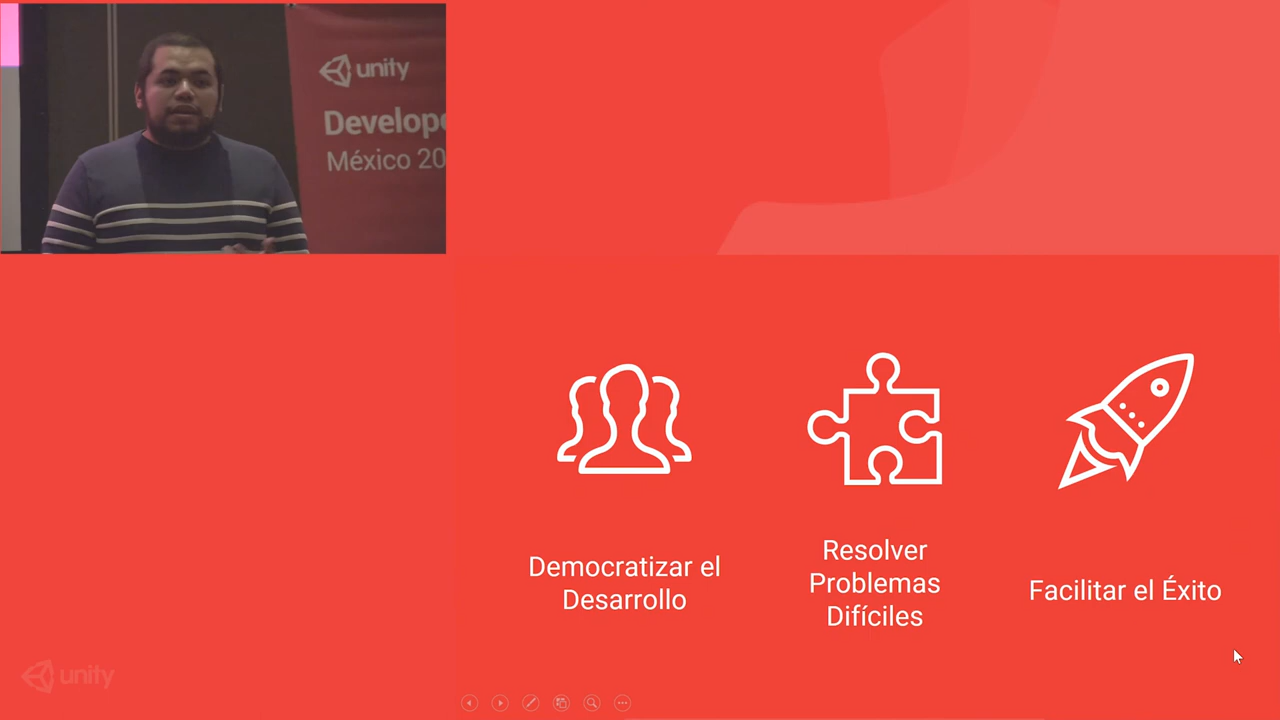 unity
Develope
México 20
Democratizar el
Desarrollo
Resolver
Problemas
Difíciles
Facilitar el Éxito
unity